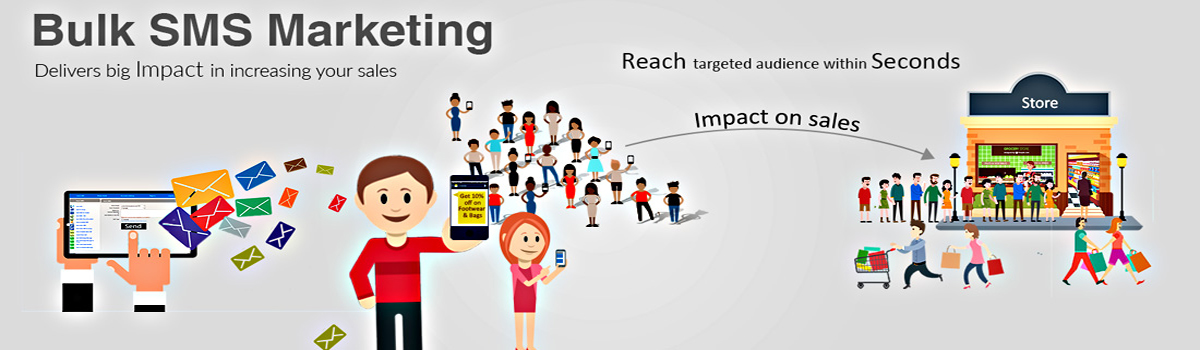 Bulk SMS Marketing
Delivers big Impact in increasing your sales
Reach targeted audience within Seconds
Impact on sales
Store
Send
Get 10%
off on
Footwear
& Bags